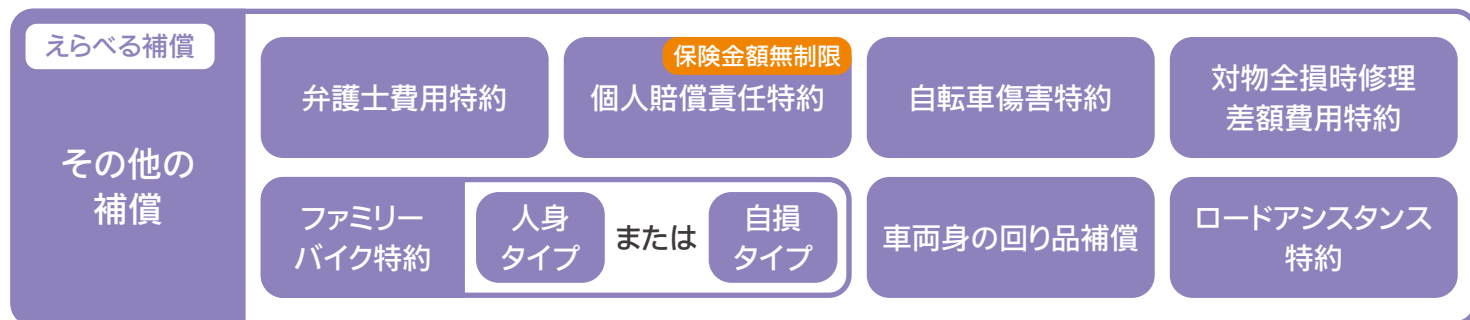 えらべる補償
その他の
補償
弁護士費用特約
保険金額無制限
個人賠償責任特約
自転車傷害特約
対物全損時修理
差額費用特約
ファミリー
バイク特約
人身
タイプ
または
自損
タイプ
車両身の回り品補償
ロードアシスタンス
特約